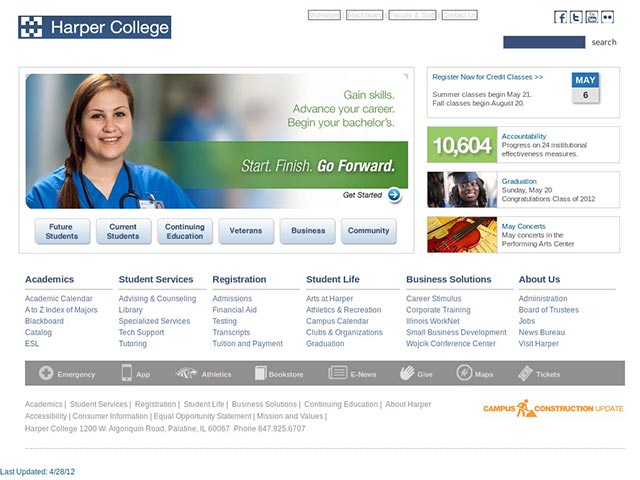 Harper College
MyHarper | Blackboard | Faculty & Staff | Contact Us
search
Gain skills.
Advance your career.
Begin your bachelor's.
Start. Finish. Go Forward.
Get Started
Future Students
Current Students
Continuing Education
Veterans
Business
Community
Register Now for Credit Classes >>
Summer classes begin May 21.
Fall classes begin August 20.
MAY
6
10,604
Accountability
Progress on 24 institutional
effectiveness measures.
Graduation
Sunday, May 20
Congratulations Class of 2012
May Concerts
May concerts in the
Performing Arts Center
Academics
Academic Calendar
A to Z Index of Majors
Blackboard
Catalog
ESL
Student Services
Advising & Counseling
Library
Specialized Services
Tech Support
Tutoring
Registration
Admissions
Financial Aid
Testing
Transcripts
Tuition and Payment
Student Life
Arts at Harper
Athletics & Recreation
Campus Calendar
Clubs & Organizations
Graduation
Business Solutions
Career Stimulus
Corporate Training
Illinois WorkNet
Small Business Development
Wojcik Conference Center
About Us
Administration
Board of Trustees
Jobs
News Bureau
Visit Harper
Emergency
App
Athletics
Bookstore
E-News
Give
Maps
Tickets
Academics | Student Services | Registration | Student Life | Business Solutions | Continuing Education | About Harper
Accessibility | Consumer Information | Equal Opportunity Statement | Mission and Values |
Harper College 1200 W. Algonquin Road, Palatine, IL 60067 Phone 847.925.6707
CAMPUS CONSTRUCTION UPDATE
Last Updated: 4/28/12